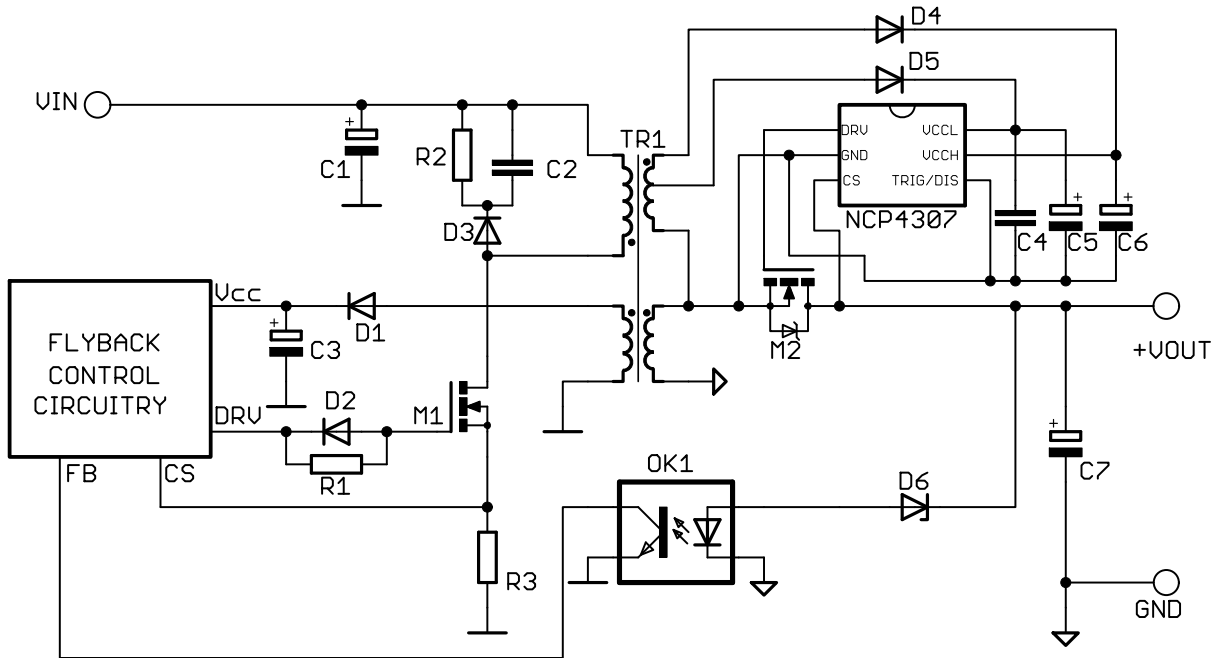 D4
D5
VIN
TR1
DRV
VCCL
R2
C2
GND
VCCH
+
C1
CS
TRIG/DIS
NCP4307
+
+
D3
C4
C5
C6
Vcc
D1
+
C3
M2
+VOUT
FLYBACK
CONTROL
CIRCUITRY
D2
DRV
M1
+
C7
R1
OK1
FB
CS
D6
R3
GND